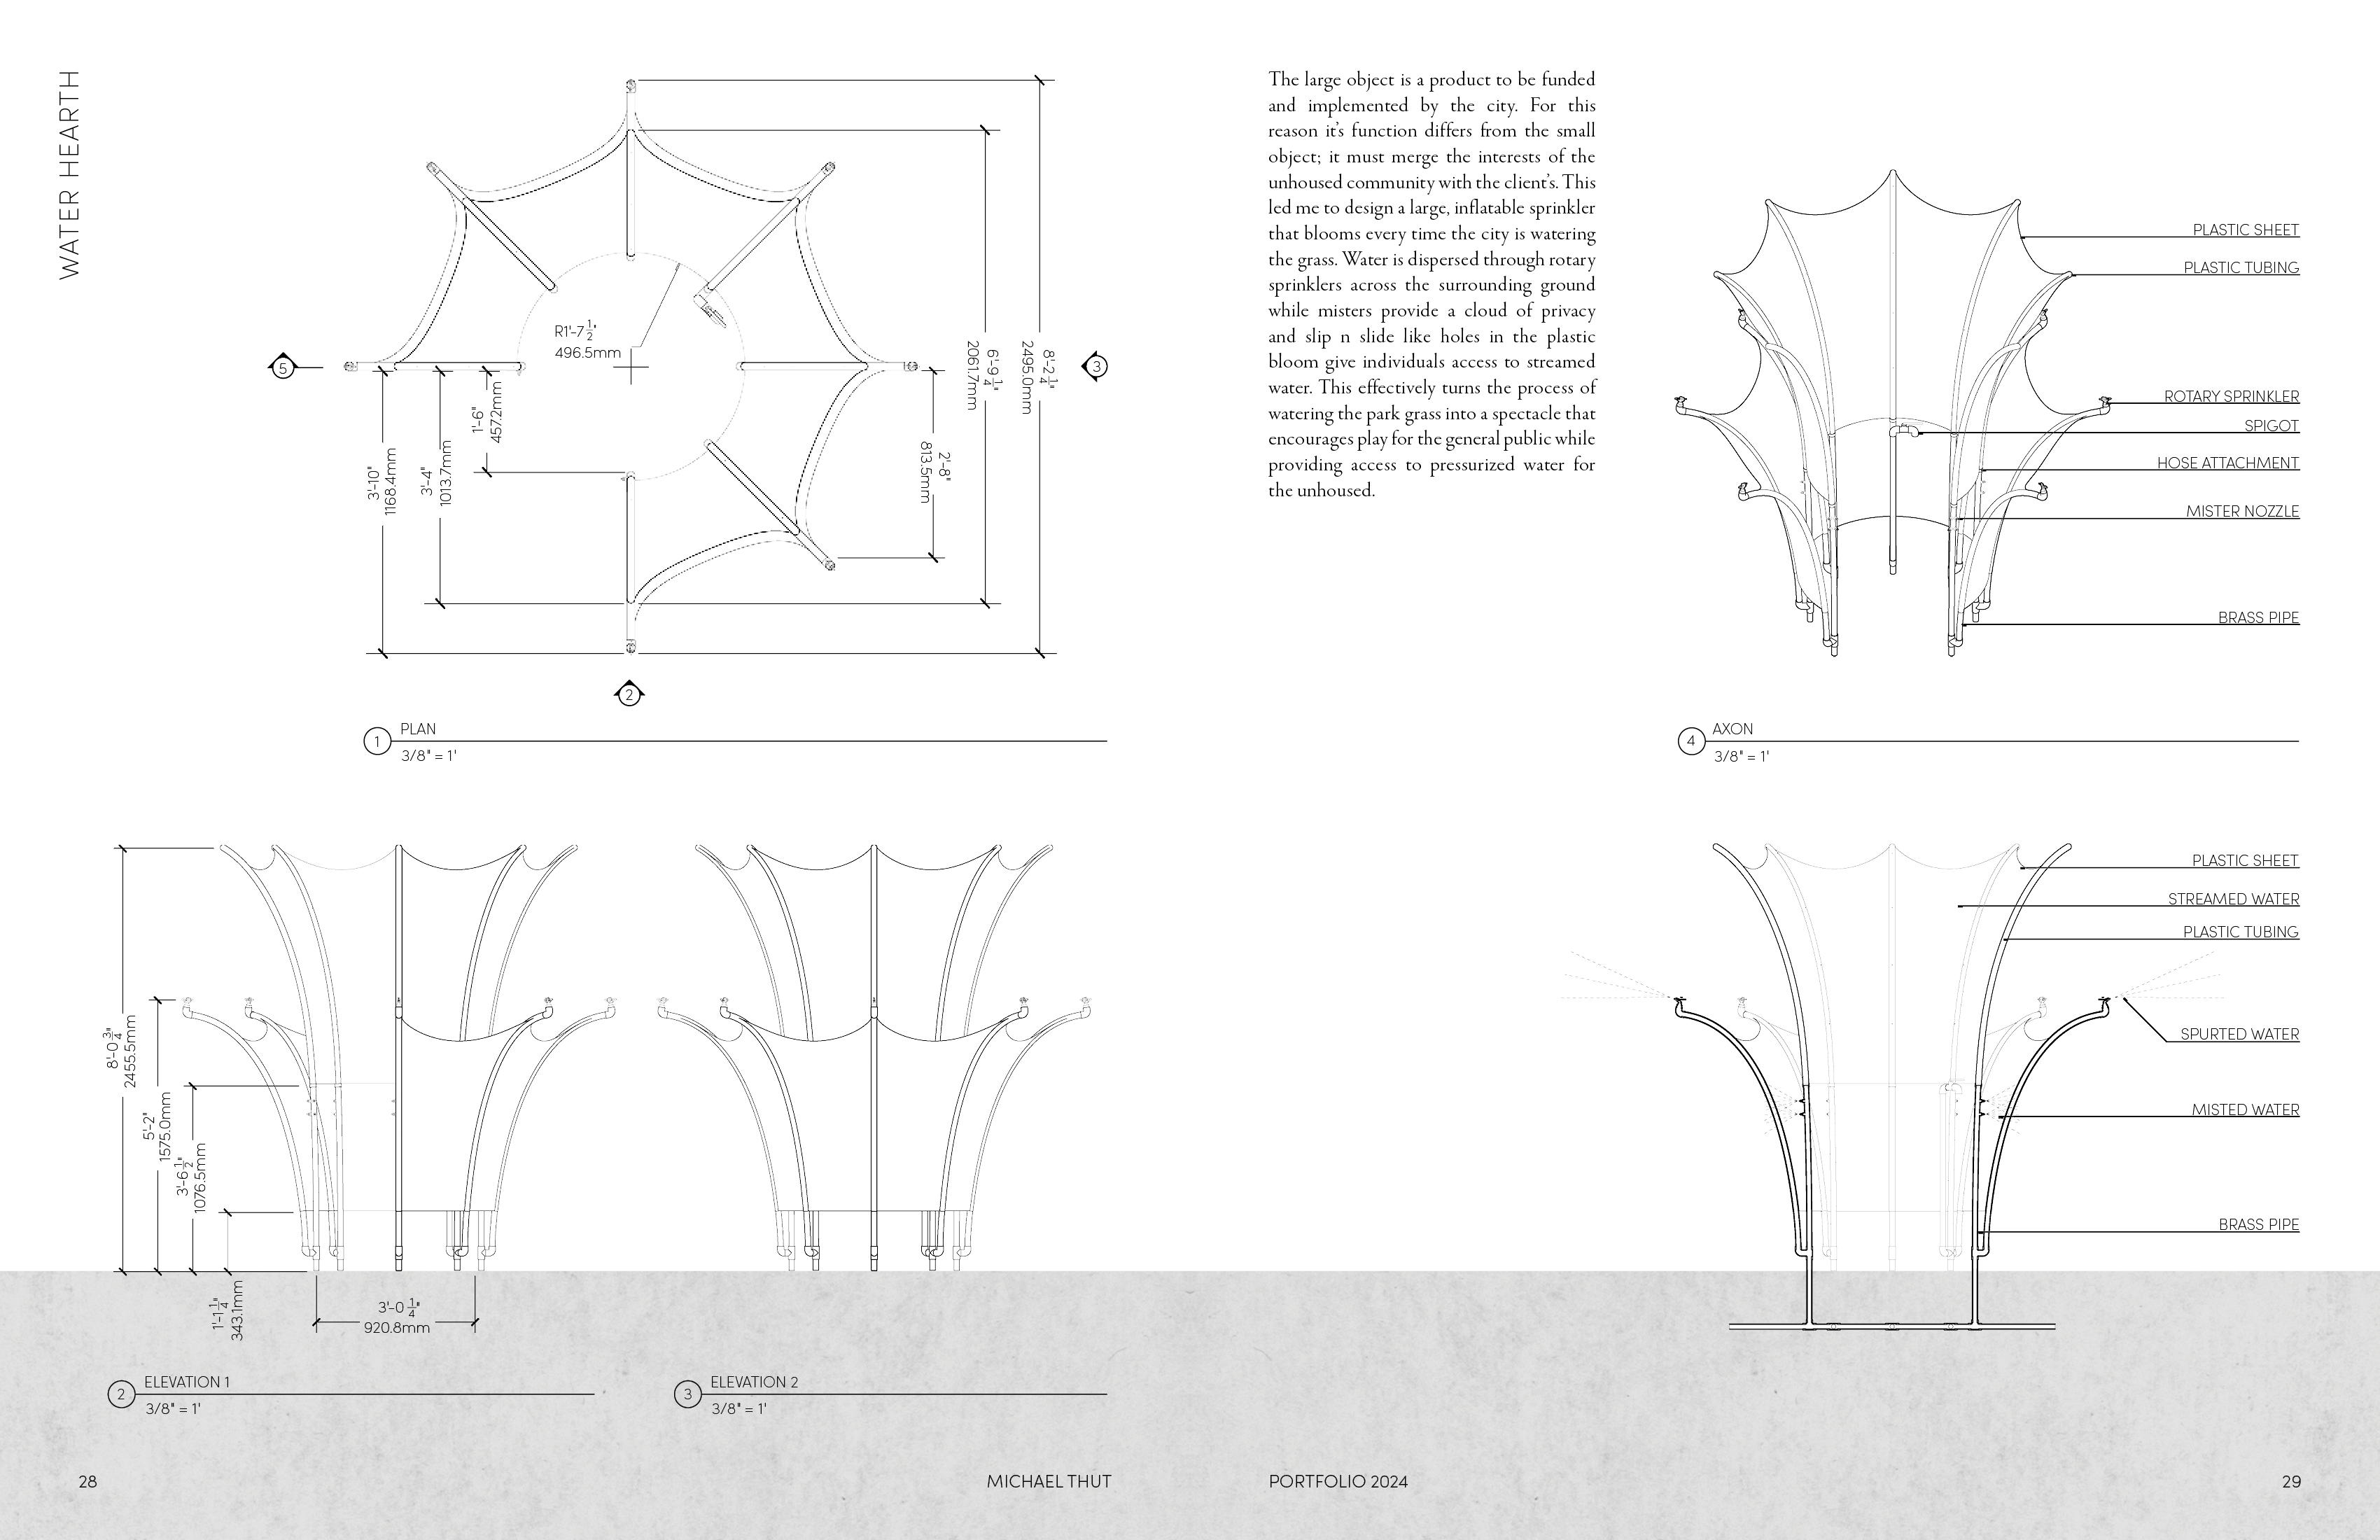 WATER HEARTH
R1'-7 1/2"
496.5mm
5
3
2
1'-6"
457.2mm
3'-4"
1013.7mm
3'-10"
1168.4mm
2'-8"
813.5mm
6'-9 1/4"
2061.7mm
8'-2 1/4"
2495.0mm
1
PLAN
3/8" = 1'
The large object is a product to be funded
and implemented by the city. For this
reason it's function differs from the small
object; it must merge the interests of the
unhoused community with the client's. This
led me to design a large, inflatable sprinkler
that blooms every time the city is watering
the grass. Water is dispersed through rotary
sprinklers across the surrounding ground
while misters provide a cloud of privacy
and slip n slide like holes in the plastic
bloom give individuals access to streamed
water. This effectively turns the process of
watering the park grass into a spectacle that
encourages play for the general public while
providing access to pressurized water for
the unhoused.
PLASTIC SHEET
PLASTIC TUBING
ROTARY SPRINKLER
SPIGOT
HOSE ATTACHMENT
MISTER NOZZLE
BRASS PIPE
4
AXON
3/8" = 1'
8'-0 3/4"
2455.5mm
5'-2"
1575.0mm
3'-6 1/2"
1076.5mm
1'-1 1/4"
343.1mm
3'-0 1/4"
920.8mm
2
ELEVATION 1
3/8" = 1'
3
ELEVATION 2
3/8" = 1'
PLASTIC SHEET
STREAMED WATER
PLASTIC TUBING
SPURTED WATER
MISTED WATER
BRASS PIPE
28
MICHAEL THUT
PORTFOLIO 2024
29